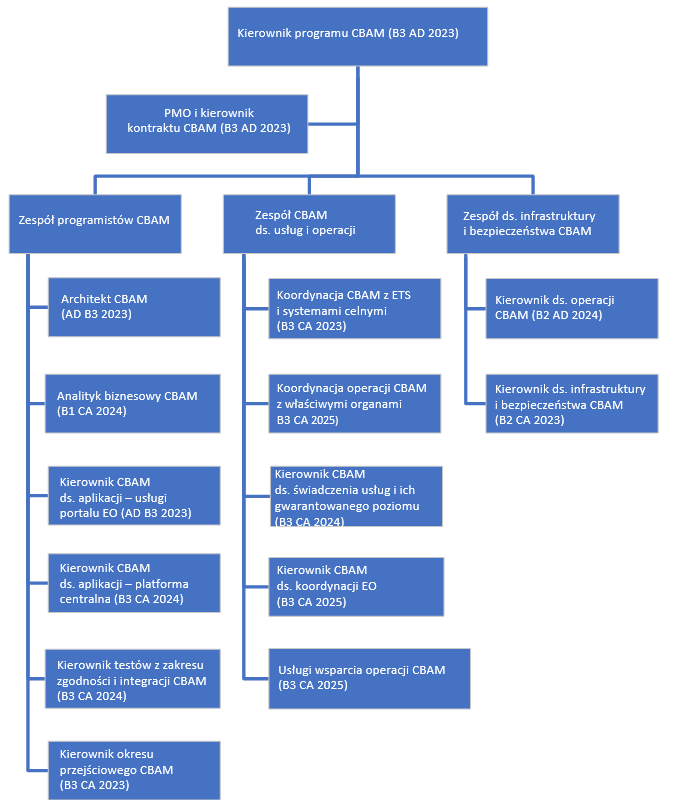 Kierownik programu CBAM (B3 AD 2023)
PMO i kierownik
kontraktu CBAM (B3 AD 2023)
Zespół programistów CBAM
Zespół CBAM
ds. usług i operacji
Zespół ds. infrastruktury
i bezpieczeństwa CBAM
Architekt CBAM
(AD B3 2023)
Analityk biznesowy CBAM
(B1 CA 2024)
Kierownik CBAM
ds. aplikacji – usługi
portalu EO (AD B3 2023)
Kierownik CBAM
ds. aplikacji – platforma
centralna (B3 CA 2024)
Kierownik testów z zakresu
zgodności i integracji CBAM
(B3 CA 2024)
Kierownik okresu
przejściowego CBAM
(B3 CA 2023)
Koordynacja CBAM z ETS
i systemami celnymi
(B3 CA 2023)
Koordynacja operacji CBAM
z właściwymi organami
B3 CA 2025)
Kierownik CBAM
ds. świadczenia usług i ich
gwarantowanego poziomu
(B3 CA 2024)
Kierownik CBAM
ds. koordynacji EO
(B3 CA 2025)
Usługi wsparcia operacji CBAM
(B3 CA 2025)
Kierownik ds. operacji
CBAM (B2 AD 2024)
Kierownik ds. infrastruktury
i bezpieczeństwa CBAM
(B2 CA 2023)